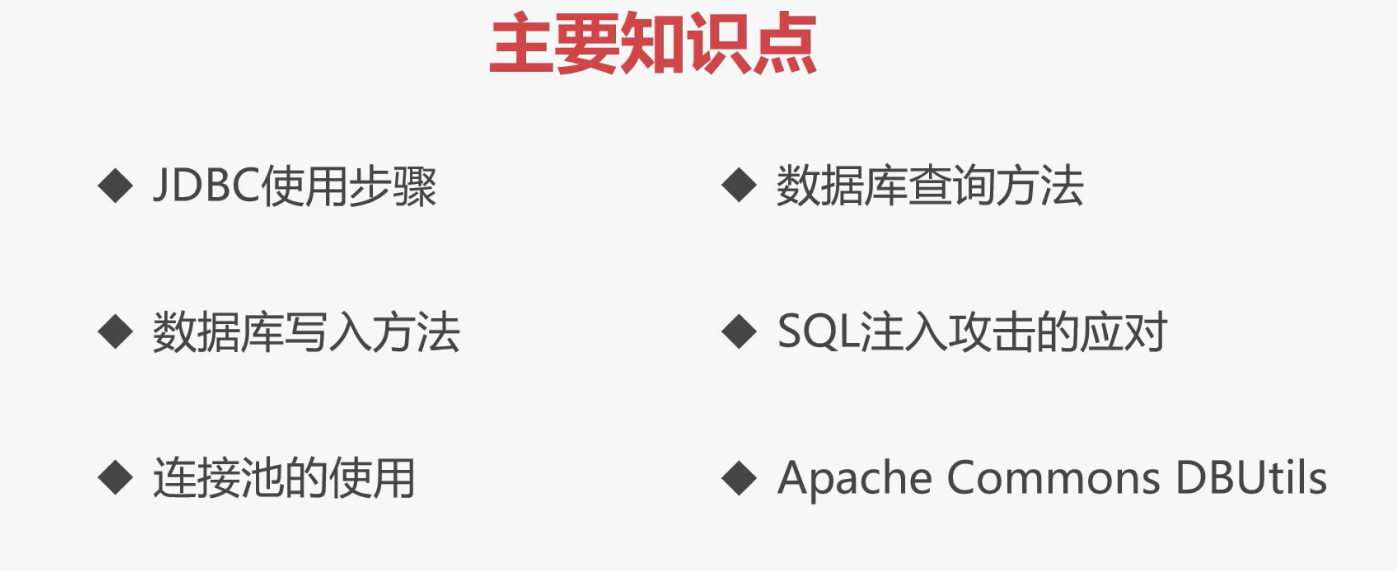 主要知识点
◆ JDBC使用步骤
◆ 数据库查询方法
◆ 数据库写入方法
◆ SQL注入攻击的应对
◆ 连接池的使用
◆ Apache Commons DBUtils